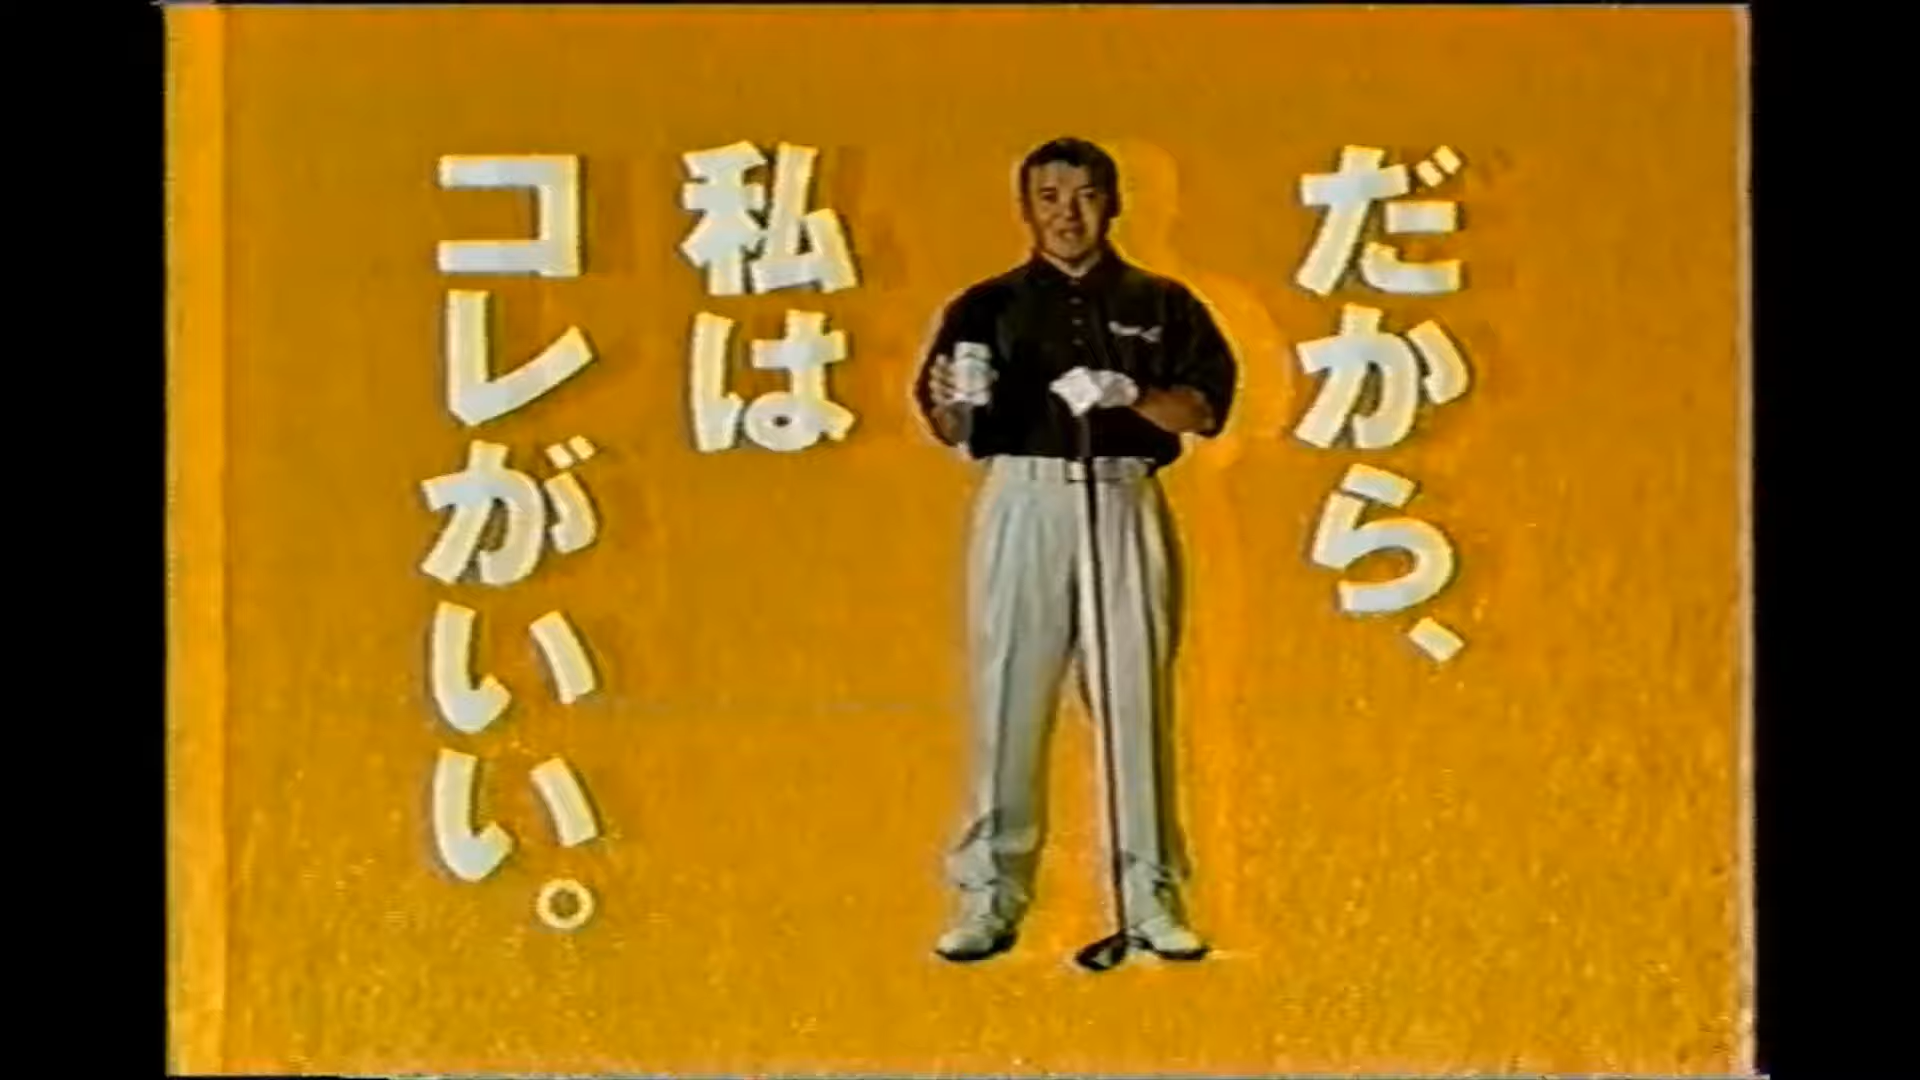 だから、
私は
コレがいい。